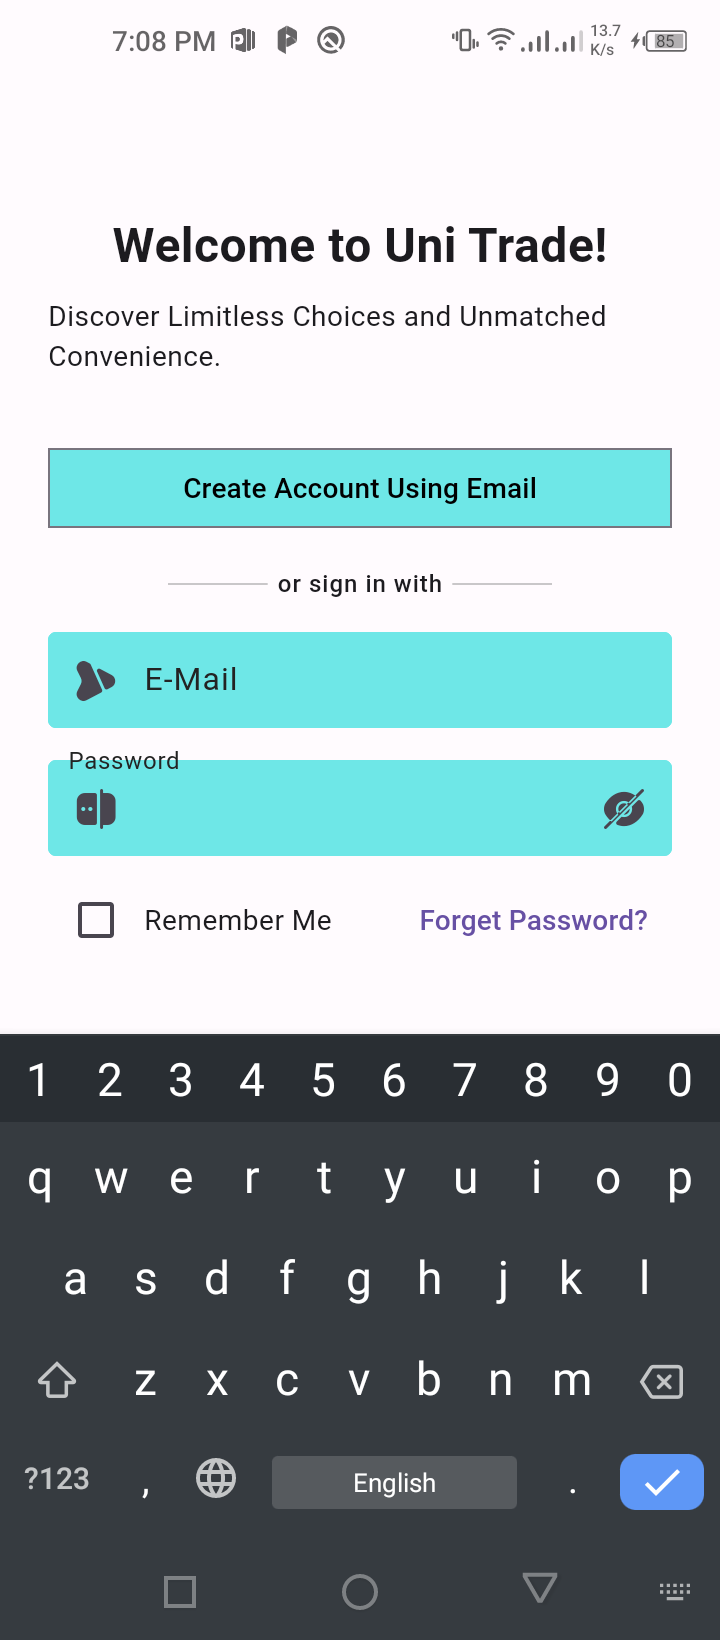 7:08 PM
13.7
K/s
85
Welcome to Uni Trade!
Discover Limitless Choices and Unmatched
Convenience.
Create Account Using Email
or sign in with
E-Mail
Password
Remember Me Forget Password?
1 2 3 4 5 6 7 8 9 0
q w e r t y u i o p
a s d f g h j k l
z x c v b n m
?123 , English .